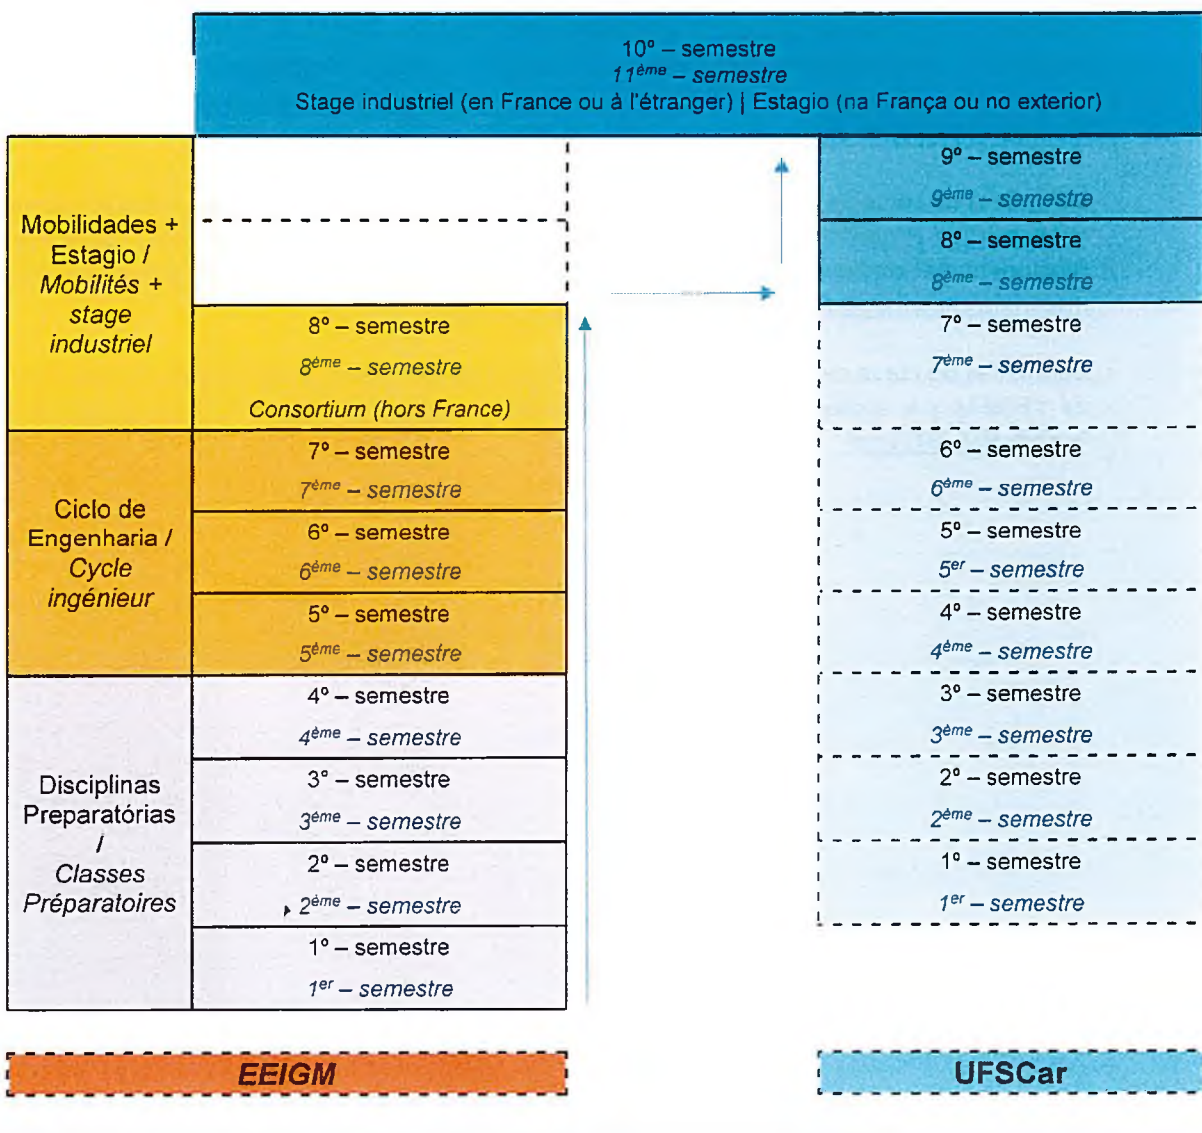 10º – semestre
11ème – semestre
Stage industriel (en France ou à l'étranger) | Estagio (na França ou no exterior)
Mobilidades +
Estagio /
Mobilités +
stage
industriel
8º – semestre
8ème – semestre
Consortium (hors France)
Ciclo de
Engenharia /
Cycle
ingénieur
7º – semestre
7ème – semestre
6º – semestre
6ème – semestre
5º – semestre
5ème – semestre
Disciplinas
Preparatórias
/
Classes
Préparatoires
4º – semestre
4ème – semestre
3º – semestre
3ème – semestre
2º – semestre
2ème – semestre
1º – semestre
1er – semestre
EEIGM
9º – semestre
9ème – semestre
8º – semestre
8ème – semestre
7º – semestre
7ème – semestre
6º – semestre
6ème – semestre
5º – semestre
5er – semestre
4º – semestre
4ème – semestre
3º – semestre
3ème – semestre
2º – semestre
2ème – semestre
1º – semestre
1er – semestre
UFSCar